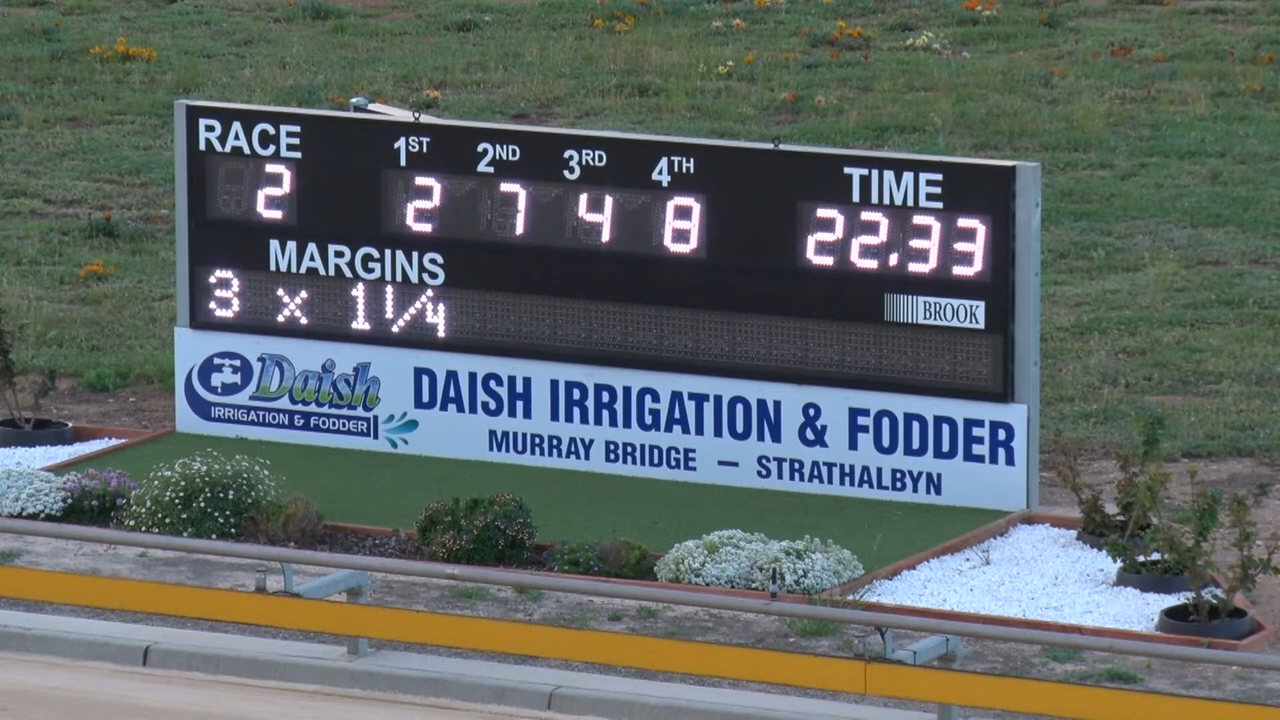 RACE 1ST 2ND 3RD 4TH TIME
2 2 7 4 8 22.33
MARGINS
3 x 1 1/4
BROOK
Daish
IRRIGATION & FODDER
DAISH IRRIGATION & FODDER
MURRAY BRIDGE – STRATHALBYN